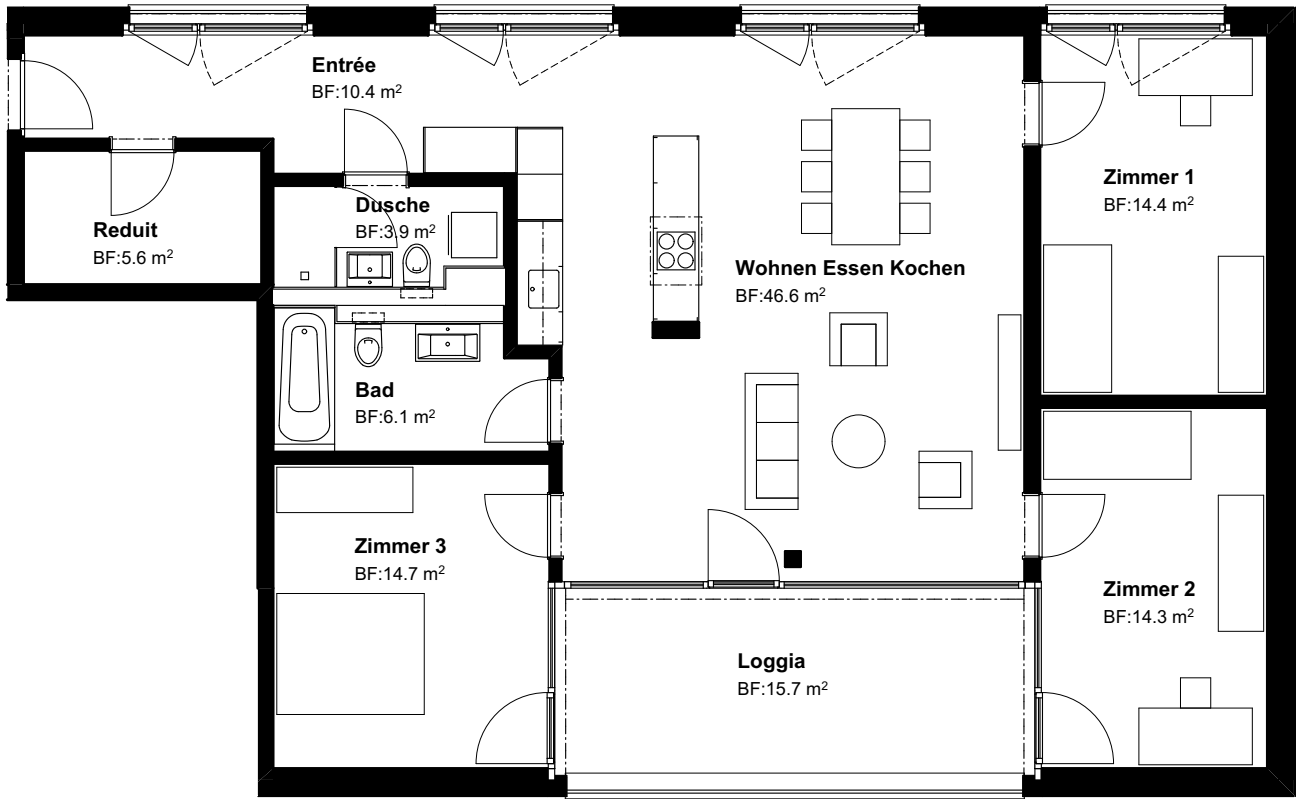 Entrée
BF:10.4 m²
Zimmer 1
BF:14.4 m²
Dusche
BF:3.9 m²
Reduit
BF:5.6 m²
Wohnen Essen Kochen
BF:46.6 m²
Bad
BF:6.1 m²
Zimmer 3
BF:14.7 m²
Zimmer 2
BF:14.3 m²
Loggia
BF:15.7 m²